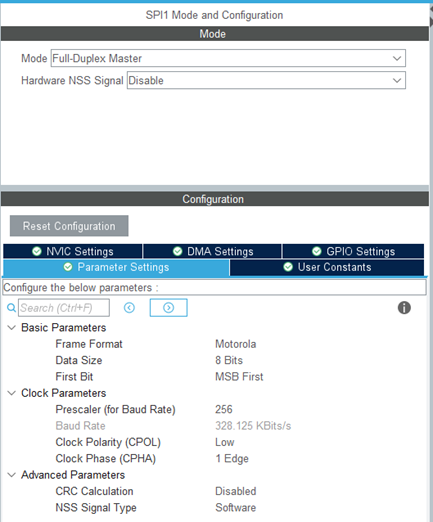 SPI1 Mode and Configuration
Mode
Mode Full-Duplex Master
Hardware NSS Signal Disable
Configuration
Reset Configuration
NVIC Settings DMA Settings GPIO Settings
Parameter Settings User Constants
Configure the below parameters :
Search (Ctrl+F)
Basic Parameters
Frame Format Motorola
Data Size 8 Bits
First Bit MSB First
Clock Parameters
Prescaler (for Baud Rate) 256
Baud Rate 328.125 KBits/s
Clock Polarity (CPOL) Low
Clock Phase (CPHA) 1 Edge
Advanced Parameters
CRC Calculation Disabled
NSS Signal Type Software